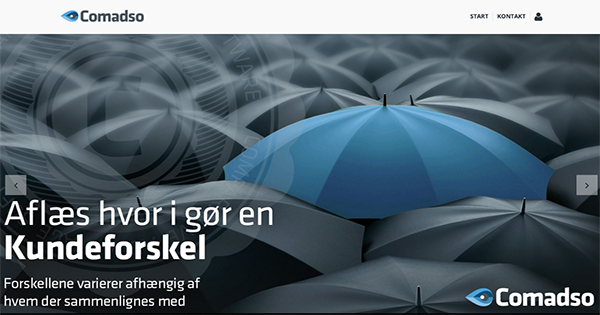 Comadso
START KONTAKT
Aflæs hvor i gør en
Kundeforskel
Forskellene varierer afhængig af
hvem der sammenlignes med
Comadso